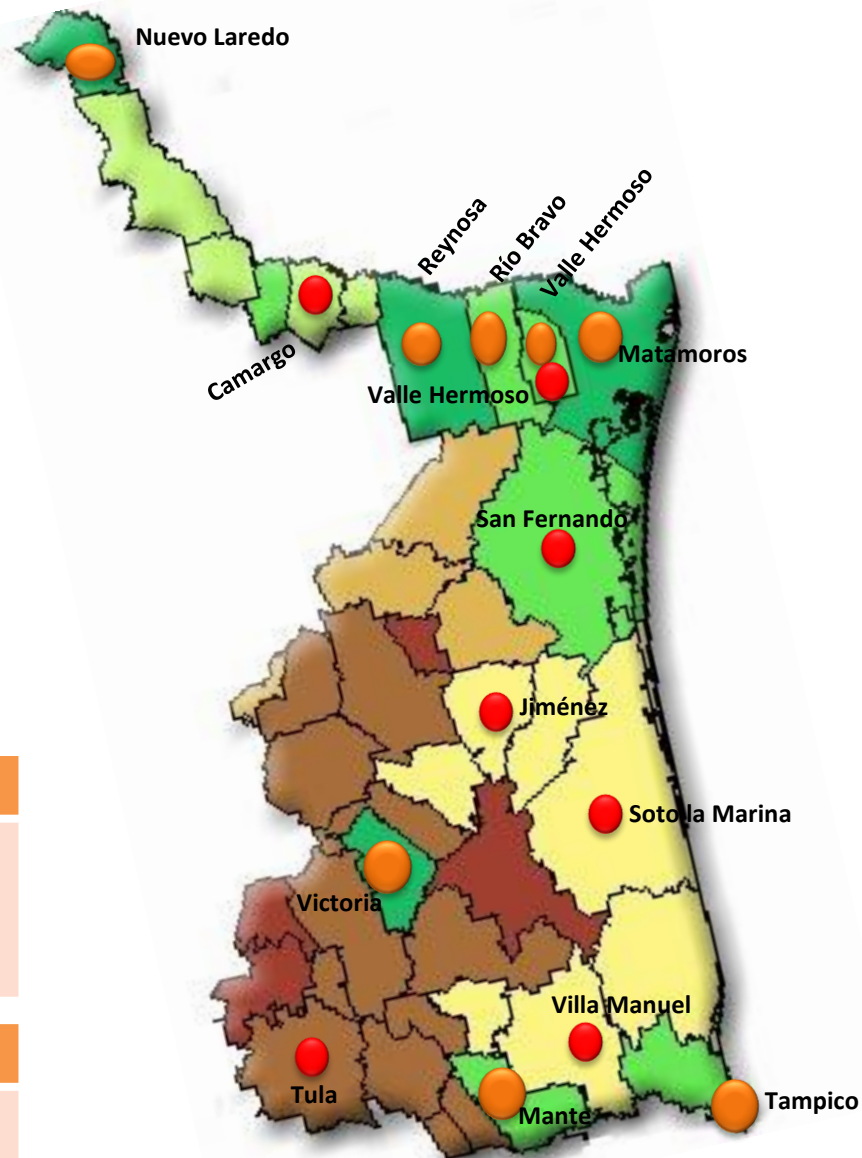 Nuevo Laredo
Reynosa
Río Bravo
Valle Hermoso
Camargo
Matamoros
Valle Hermoso
San Fernando
Jiménez
Soto la Marina
Victoria
Villa Manuel
Tula
Mante
Tampico